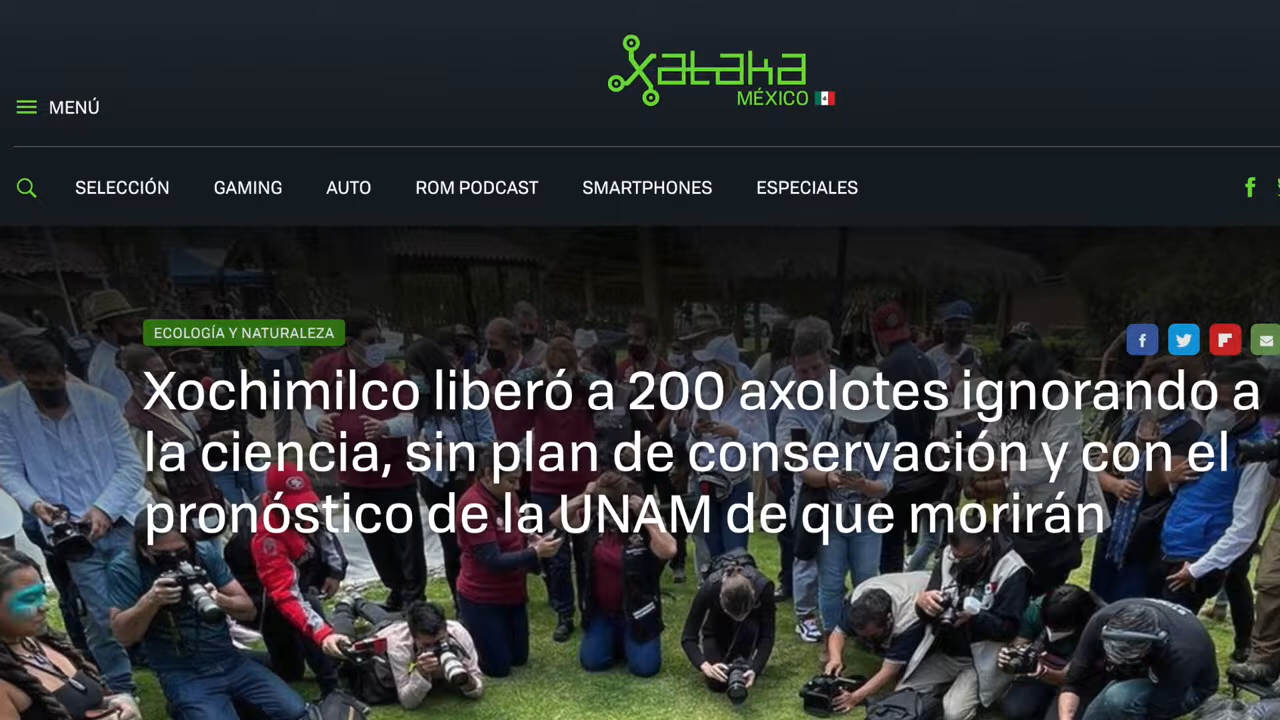 xataka
MÉXICO
MENÚ
SELECCIÓN GAMING AUTO ROM PODCAST SMARTPHONES ESPECIALES
ECOLOGÍA Y NATURALEZA
Xochimilco liberó a 200 axolotes ignorando a
la ciencia, sin plan de conservación y con el
pronóstico de la UNAM de que morirán